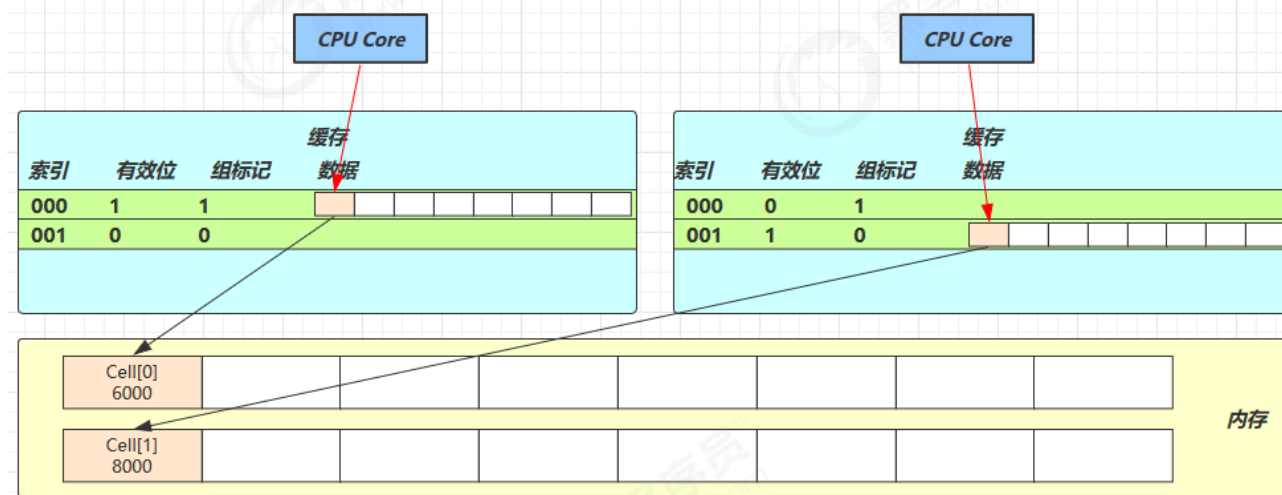 CPU Core
CPU Core
缓存
索引 有效位 组标记 数据
000 1 1
001 0 0
缓存
索引 有效位 组标记 数据
000 0 1
001 1 0
Cell[0]
6000
Cell[1]
8000
内存